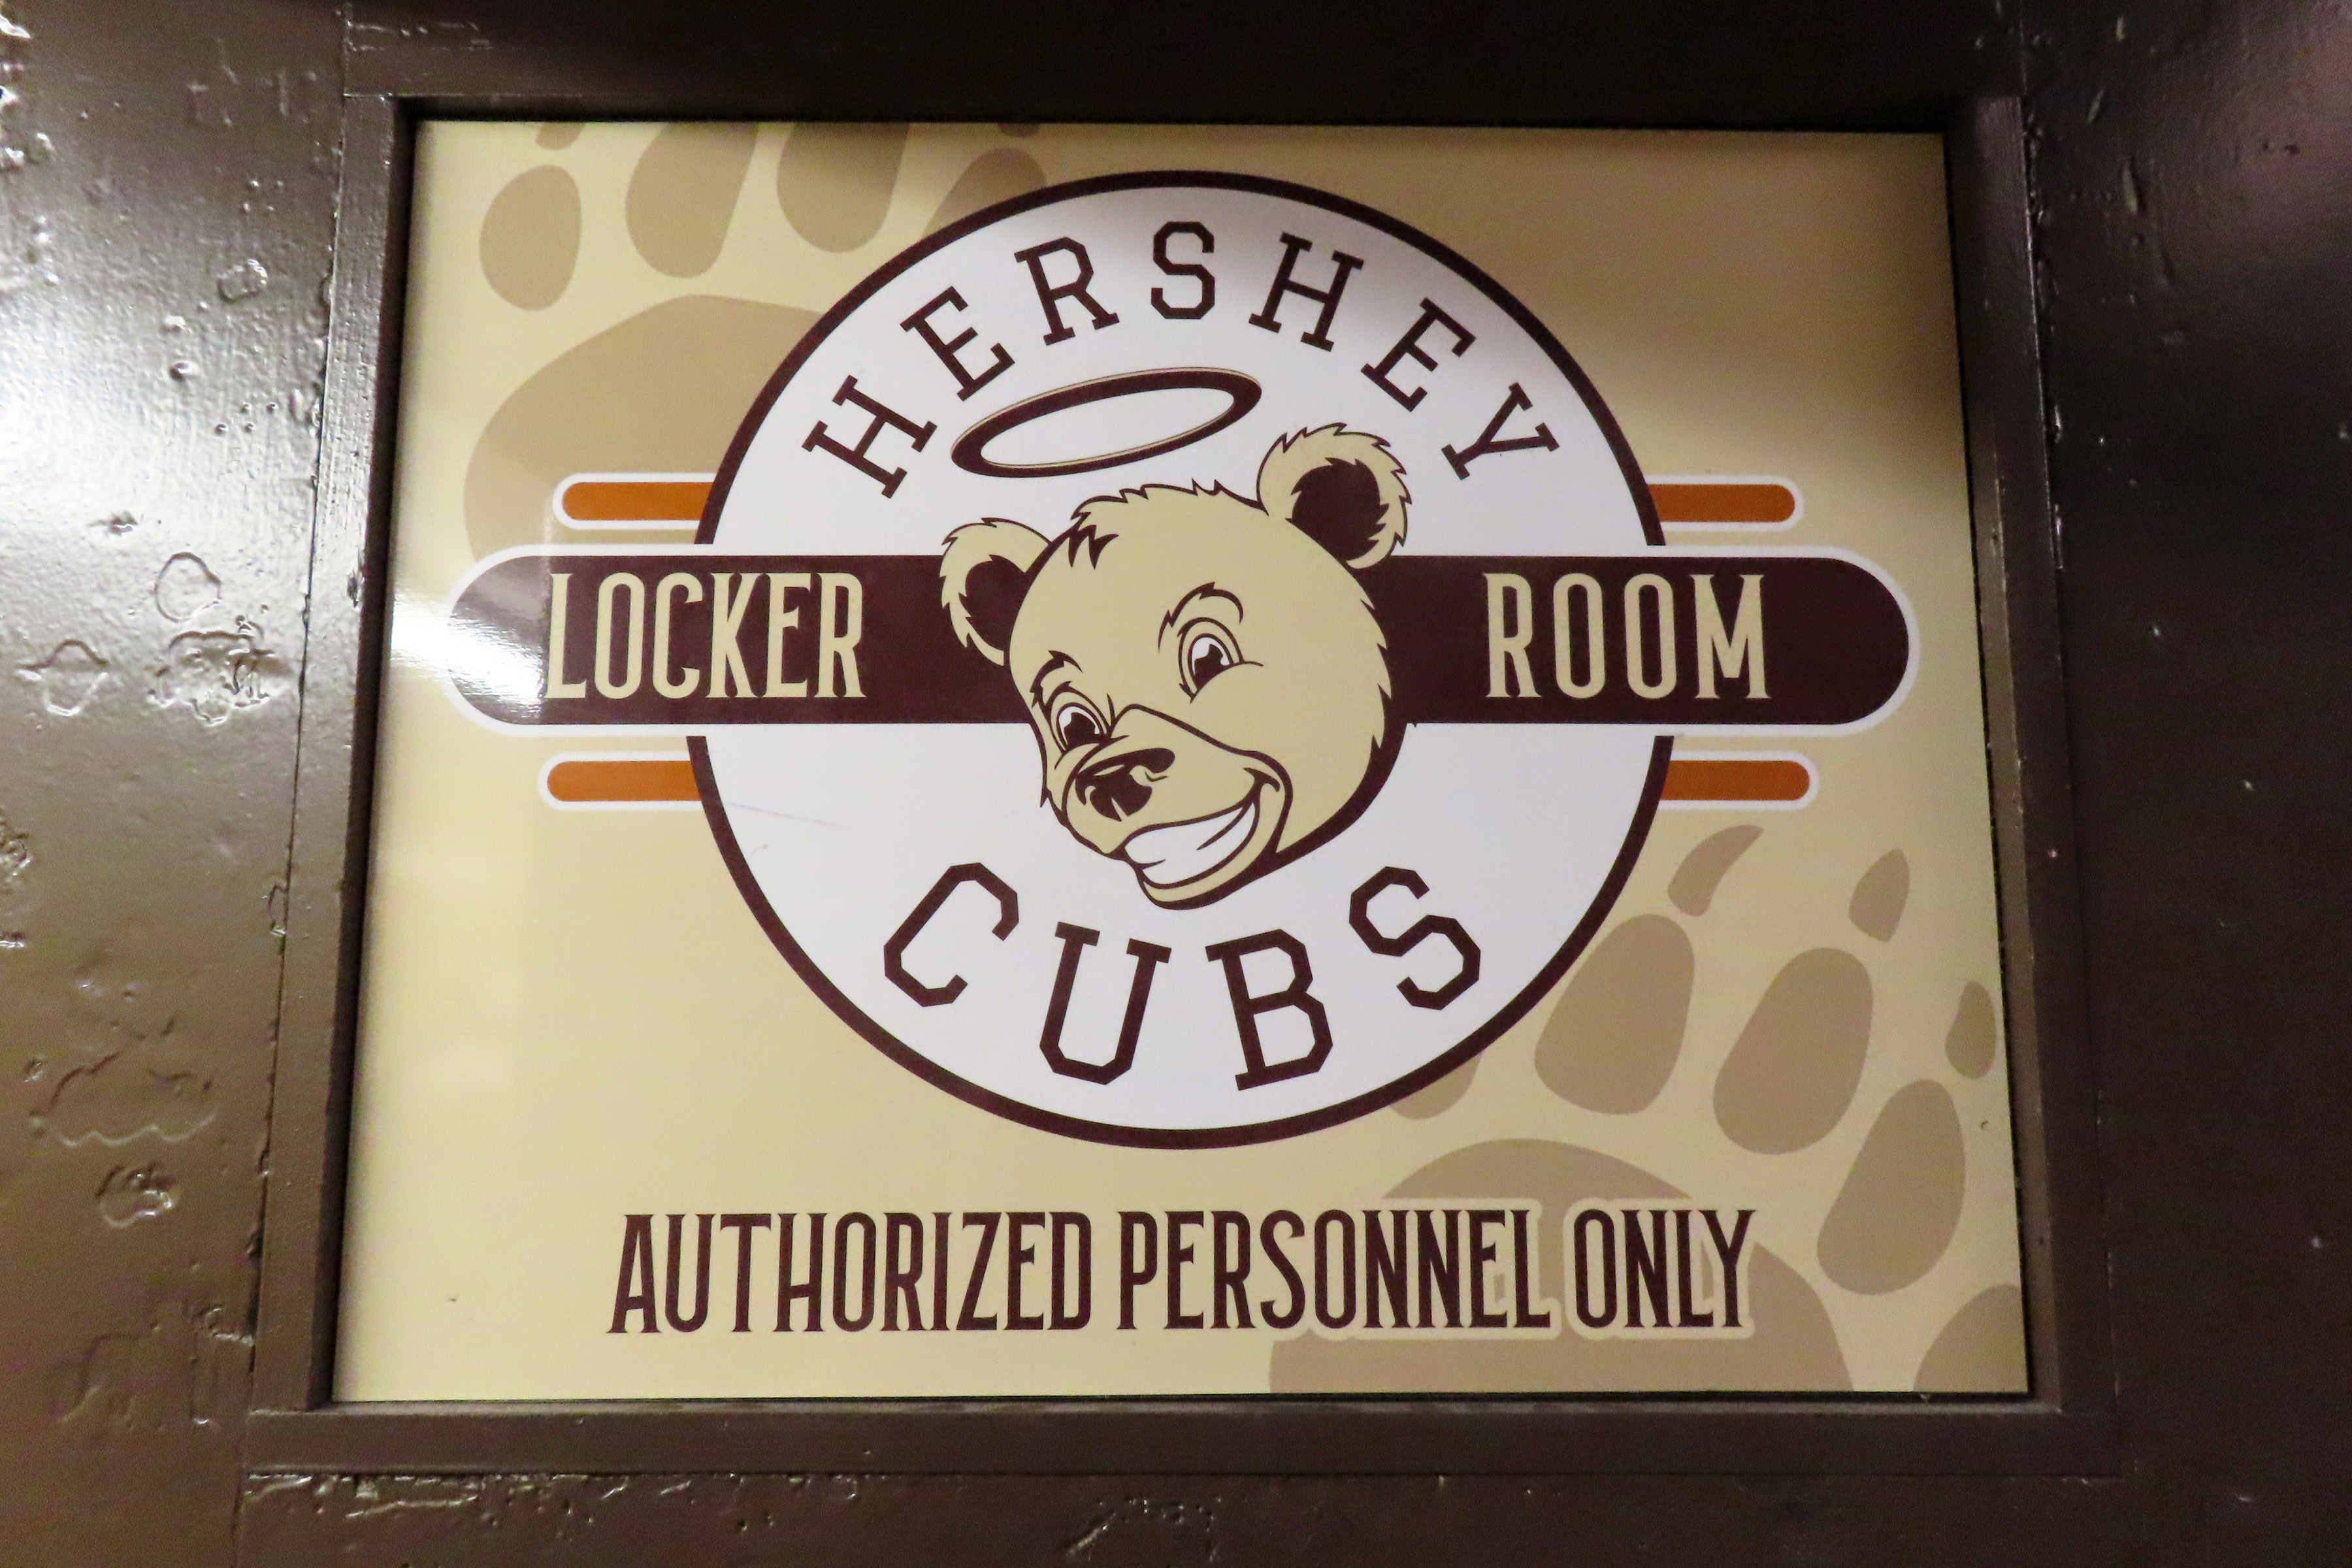 HERSHEY
LOCKER ROOM
CUBS
AUTHORIZED PERSONNEL ONLY